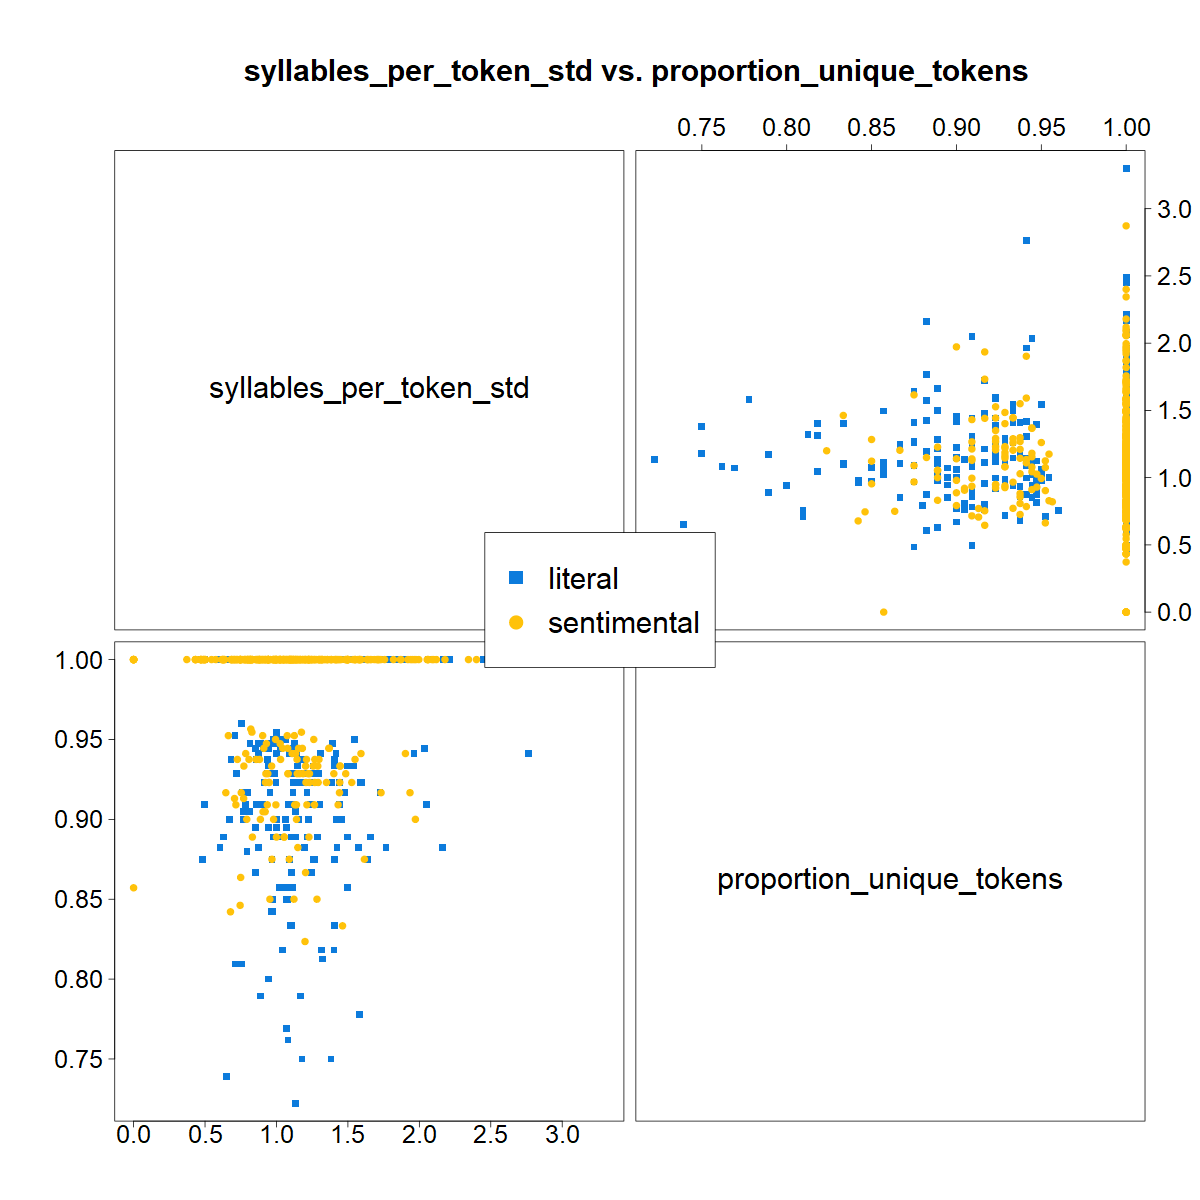 syllables_per_token_std vs. proportion_unique_tokens
0.75 0.80 0.85 0.90 0.95 1.00
3.0
2.5
2.0
syllables_per_token_std
1.5
1.0
0.5
literal
0.0
sentimental
1.00
0.95
0.90
proportion_unique_tokens
0.85
0.80
0.75
0.0 0.5 1.0 1.5 2.0 2.5 3.0